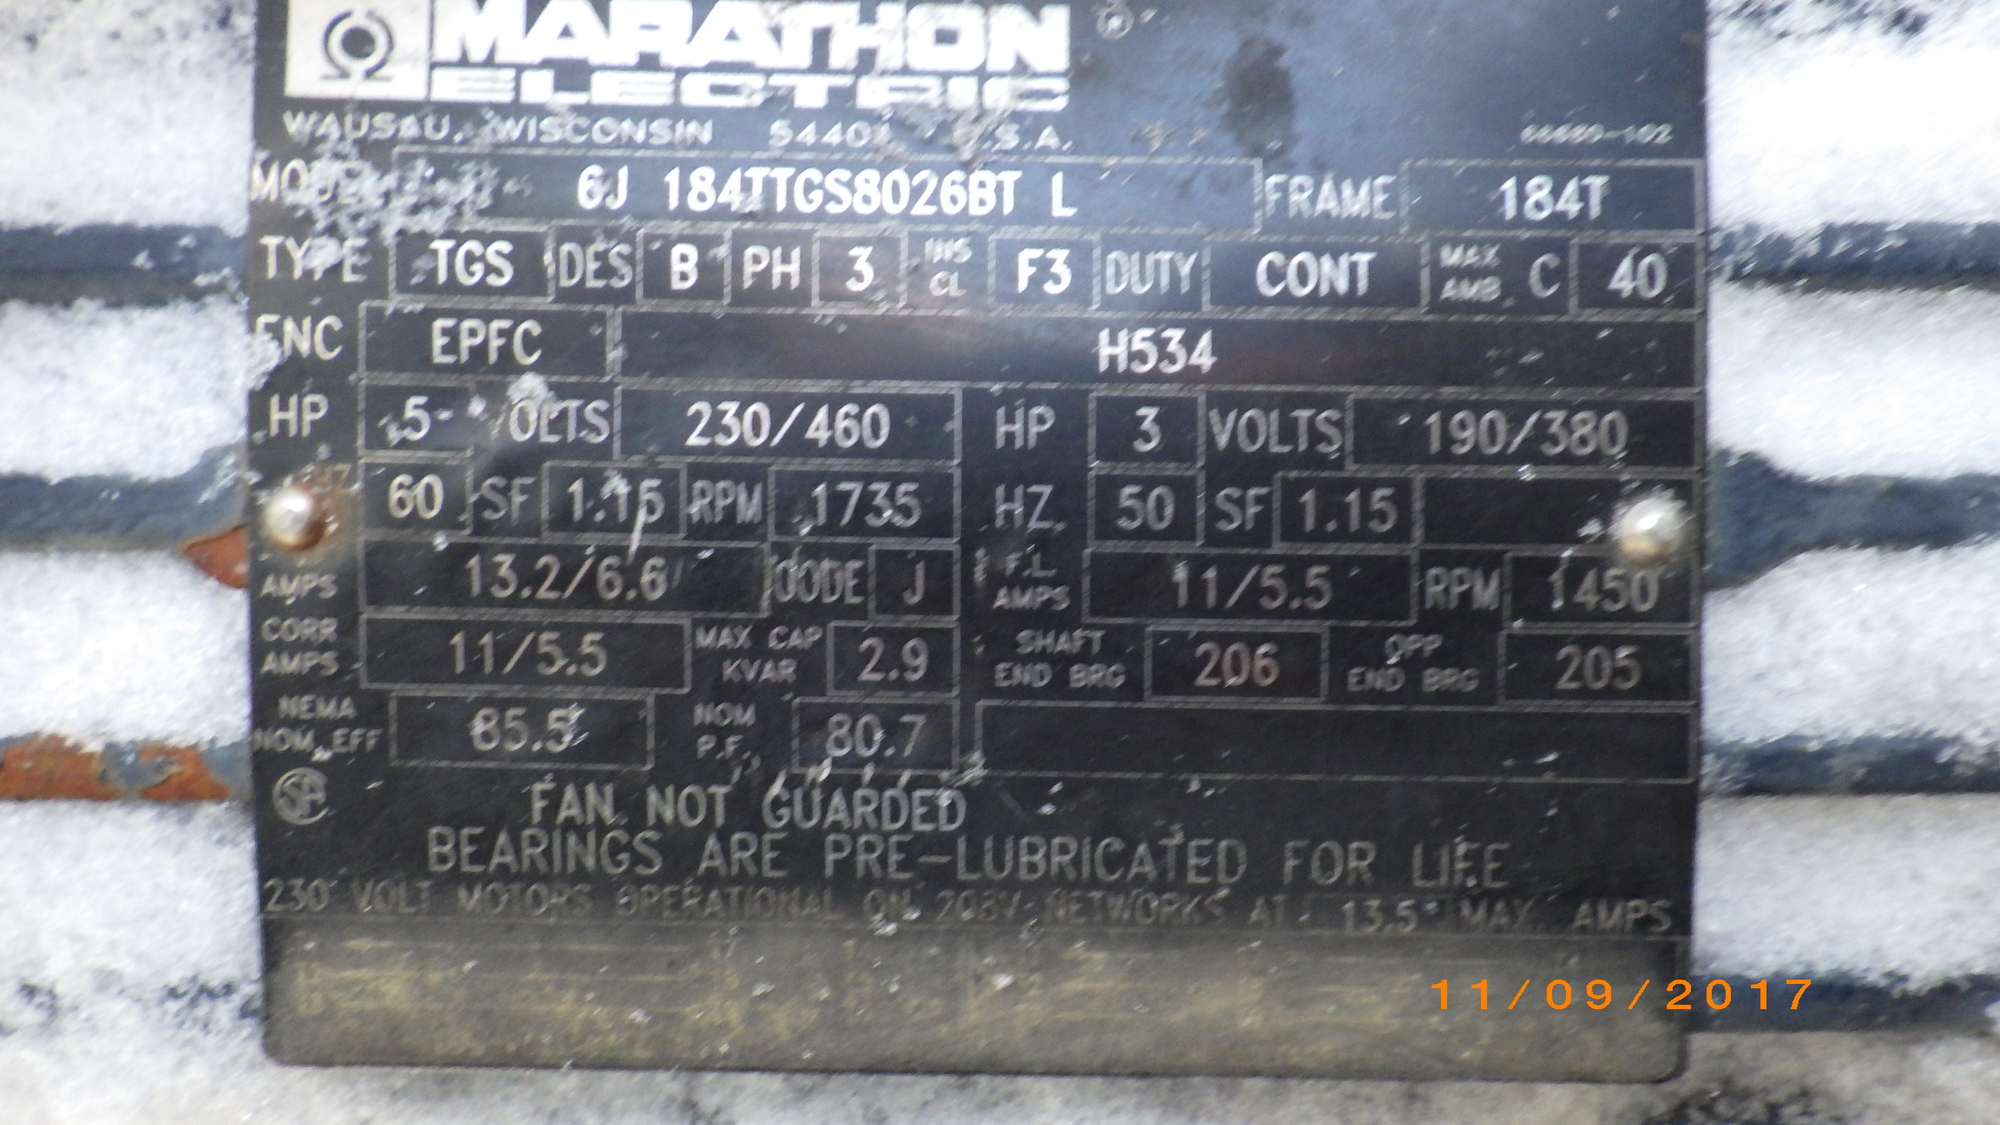 MARATHON ®
ELECTRIC
WAUSAU, WISCONSIN 54401 U.S.A.
MODEL 6J 184TTGS8026BT L FRAME 184T
TYPE TGS DES B PH 3 INS CL F3 DUTY CONT MAX AMB C 40
ENC EPFC H534
HP 5 VOLTS 230/460 HP 3 VOLTS 190/380
60 SF 1.15 RPM 1735 HZ 50 SF 1.15
AMPS 13.2/6.6 CODE J F.L. AMPS 11/5.5 RPM 1450
CORR AMPS 11/5.5 MAX CAP KVAR 2.9 SHAFT END BRG 206 OPP END BRG 205
NEMA NOM. EFF 85.5 NOM P.F. 80.7
SA FAN NOT GUARDED
BEARINGS ARE PRE-LUBRICATED FOR LIFE
230 VOLT MOTORS OPERATIONAL ON 208V NETWORKS AT 13.5 MAX AMPS
11/09/2017